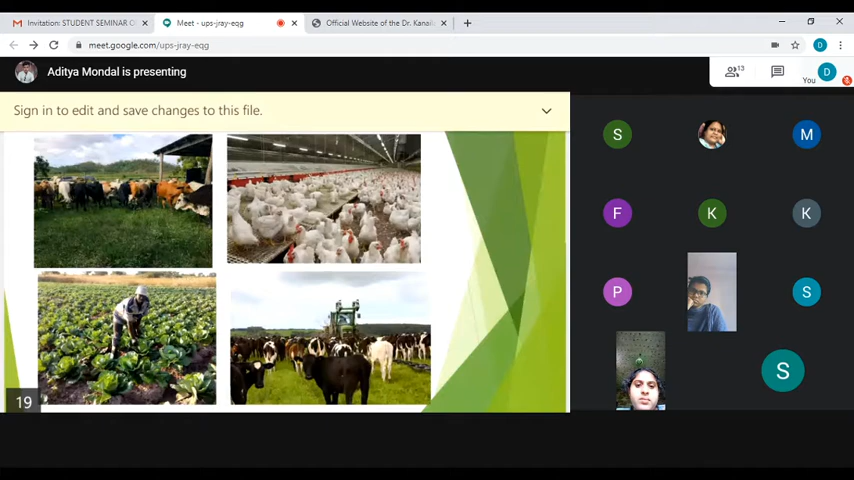 Invitation: STUDENT SEMINAR O
Meet - ups-jray-eqg
Official Website of the Dr. Kanail
meet.google.com/ups-jray-eqg
D
Aditya Mondal is presenting
13
D
You
Sign in to edit and save changes to this file.
S
M
F
K
K
P
S
S
19